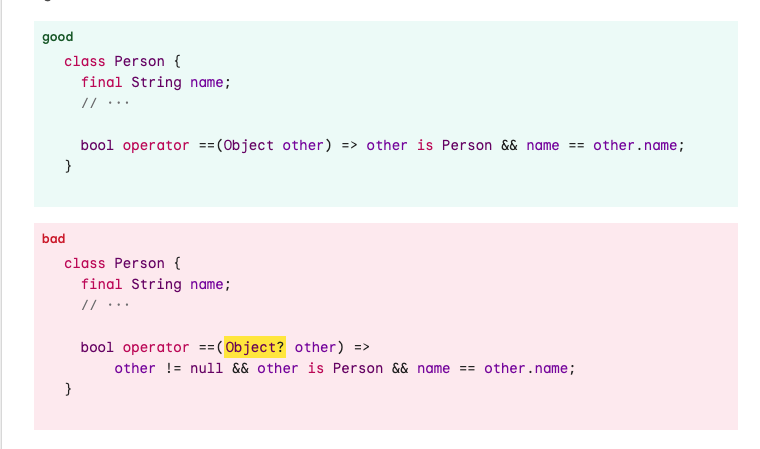 good
class Person {
final String name;
// ···
bool operator ==(Object other) => other is Person && name == other.name;
}
bad
class Person {
final String name;
// ···
bool operator ==(Object? other) =>
other != null && other is Person && name == other.name;
}